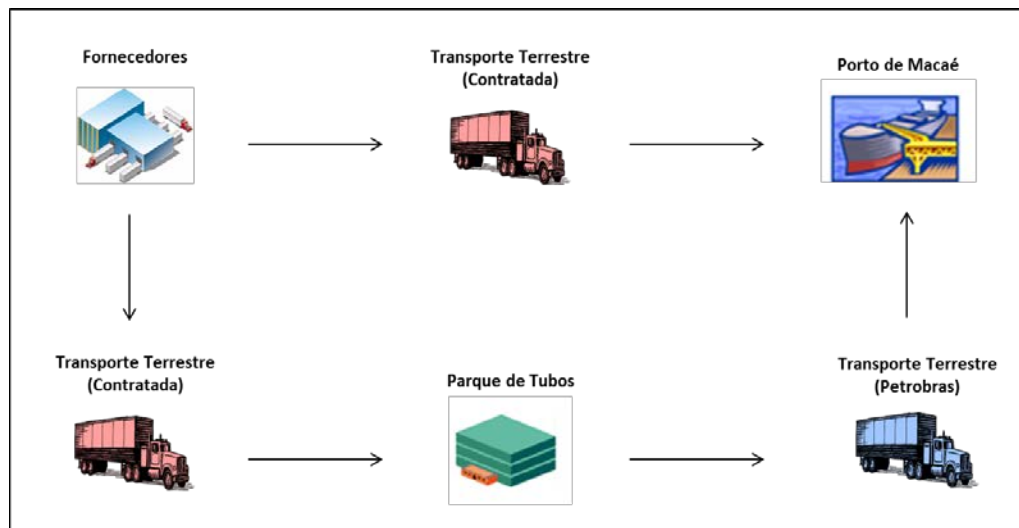 Fornecedores
Transporte Terrestre
(Contratada)
Porto de Macaé
Transporte Terrestre
(Contratada)
Parque de Tubos
Transporte Terrestre
(Petrobras)